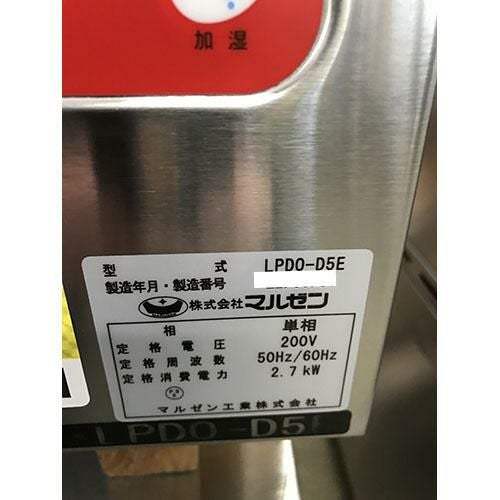 加湿
型式 LPDO-D5E
製造年月・製造番号
株式会社マルゼン
相 単相
定格電圧 200V
定格周波数 50Hz/60Hz
定格消費電力 2.7kW
マルゼン工業株式会社
LPDO-D5